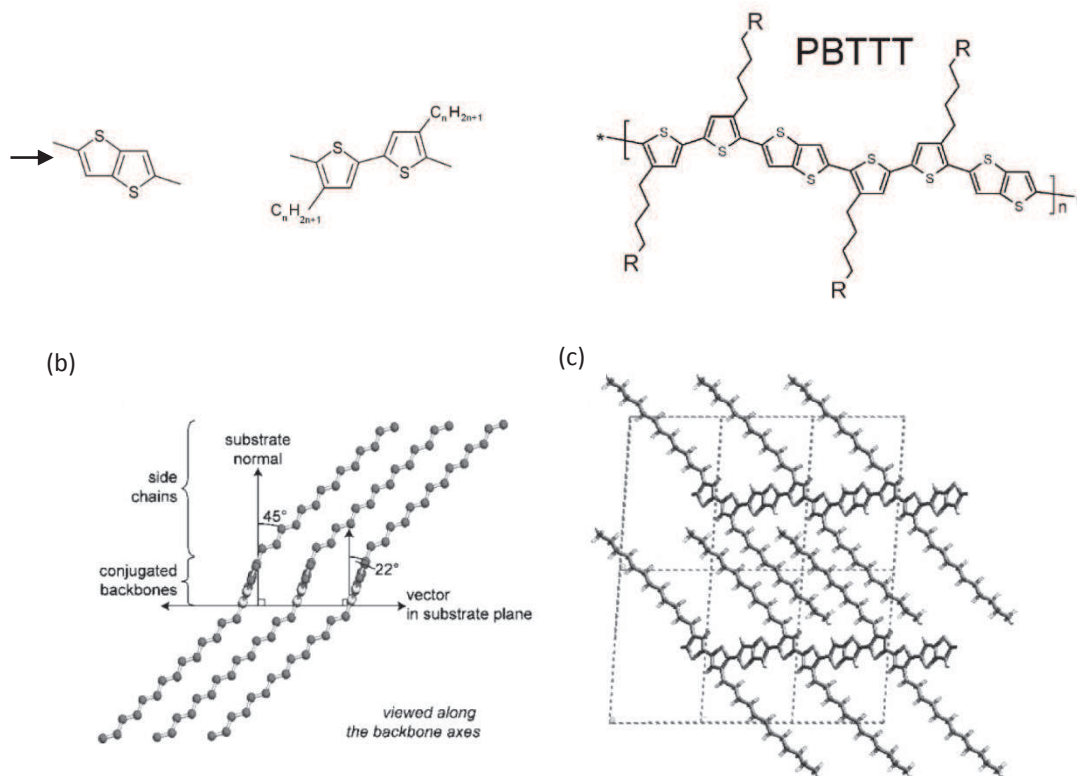 PBTTT
R
R
S
S
CnH2n+1
S
S
CnH2n+1
*
[
S
S
S
S
S
S
S
S
]n
R
R
(b)
(c)
substrate
normal
side
chains
45°
conjugated
backbones
22°
vector
in substrate plane
viewed along
the backbone axes